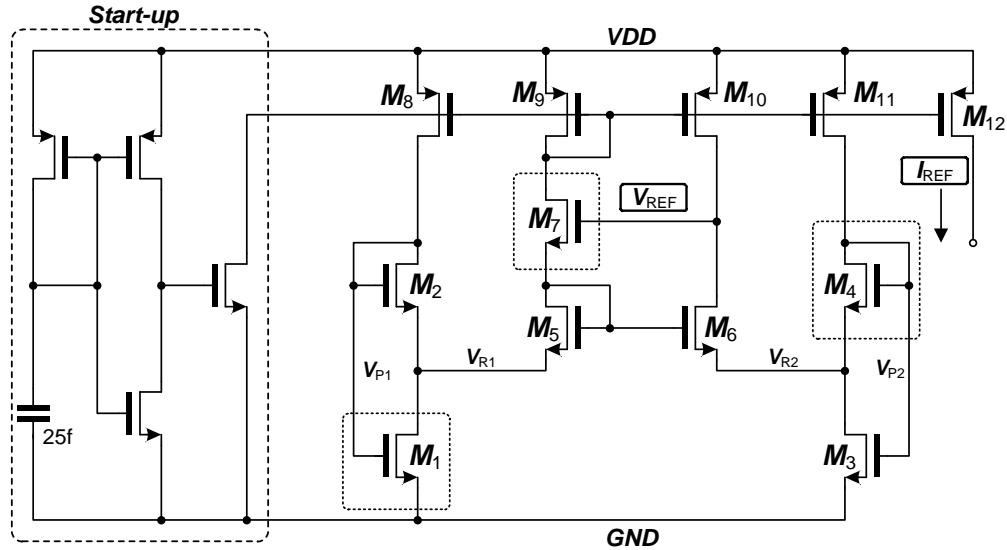 Start-up
VDD
M8
M9
M10
M11
M12
IREF
VREF
M7
M2
M4
M5
M6
VP1
VR1
VR2
VP2
25f
M1
M3
GND